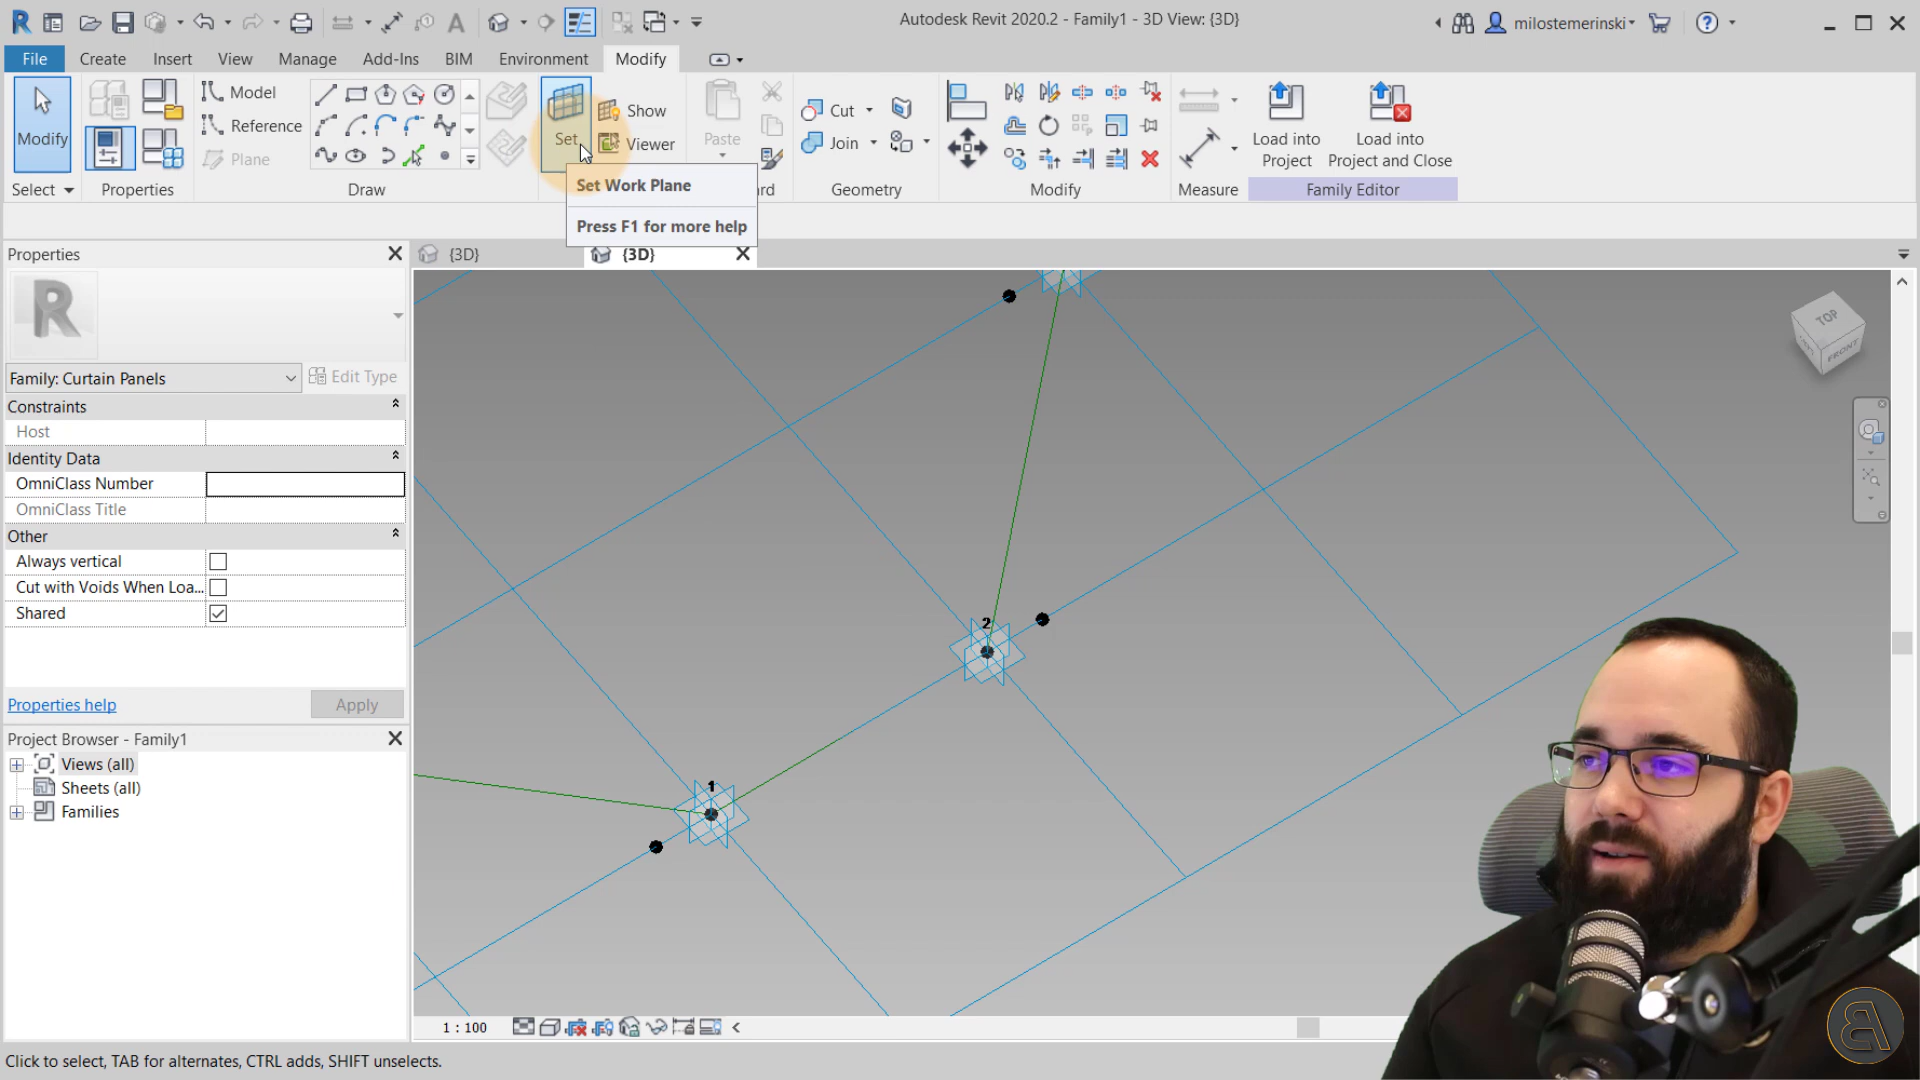 Autodesk Revit 2020.2 - Family1 - 3D View: {3D}
milostemerinski
File Create Insert View Manage Add-Ins BIM Environment Modify
Modify
Model
Reference
Plane
Set
Show
Viewer
Paste
Cut
Join
Load into Project
Load into Project and Close
Select Properties Draw Geometry Modify Measure Family Editor
Set Work Plane
Press F1 for more help
Properties
{3D}
{3D}
Family: Curtain Panels
Edit Type
Constraints
Host
Identity Data
OmniClass Number
OmniClass Title
Other
Always vertical
Cut with Voids When Loa...
Shared
Properties help
Apply
Project Browser - Family1
Views (all)
Sheets (all)
Families
TOP
FRONT
2
1
1 : 100
Click to select, TAB for alternates, CTRL adds, SHIFT unselects.